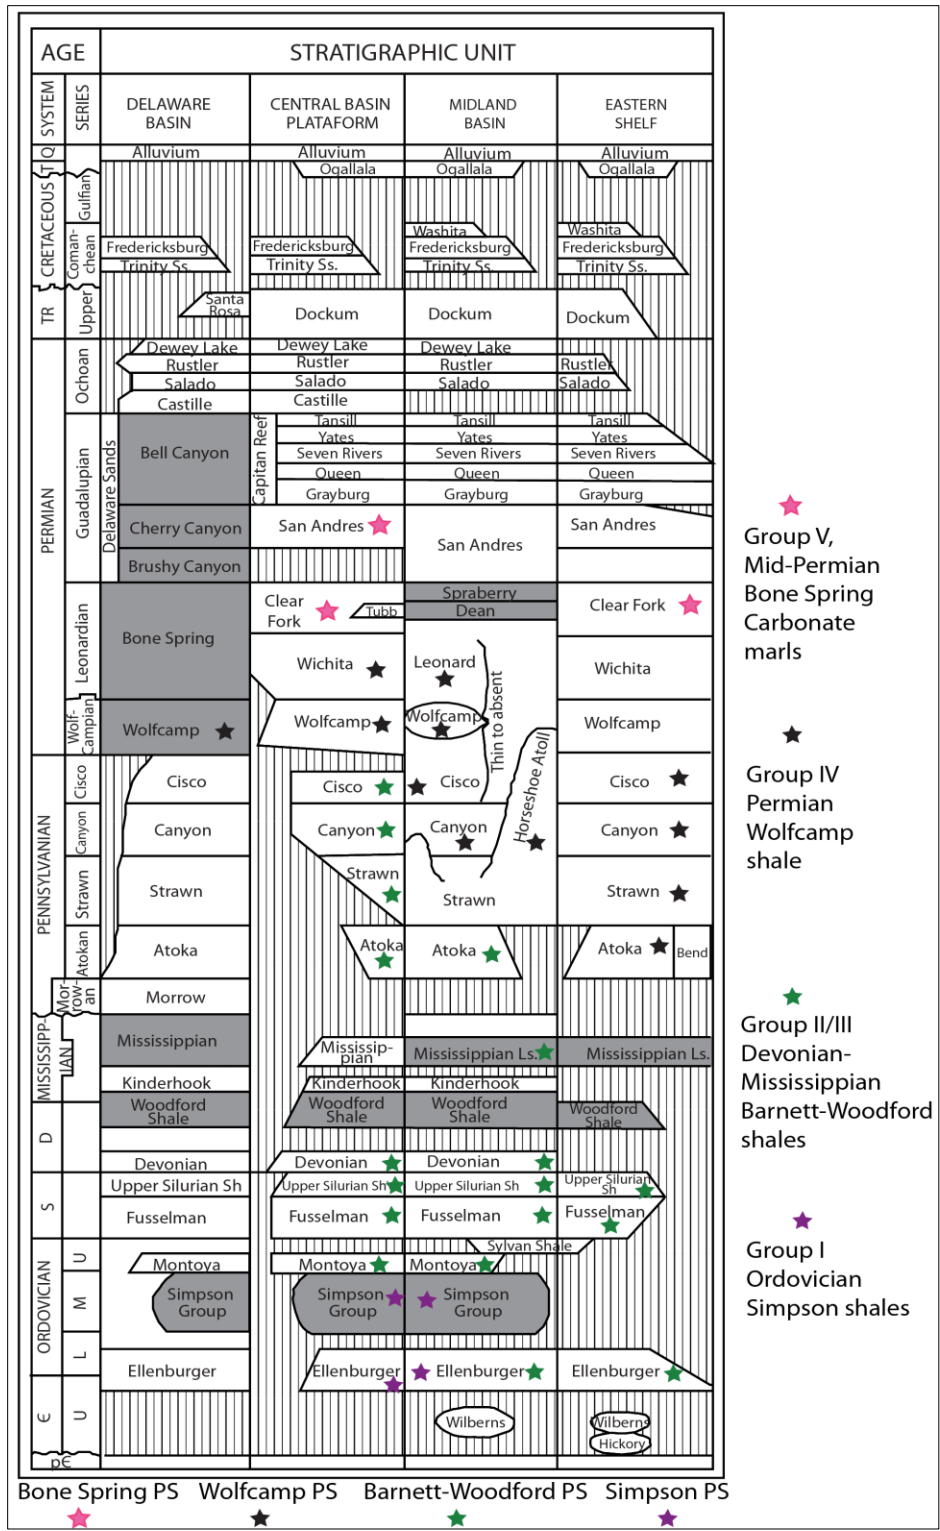 AGE
STRATIGRAPHIC UNIT
SYSTEM
SERIES
DELAWARE
BASIN
CENTRAL BASIN
PLATAFORM
MIDLAND
BASIN
EASTERN
SHELF
Q
Alluvium
Alluvium
Alluvium
Alluvium
T
Ogallala
Ogallala
Ogallala
CRETACEOUS
Gulfian
Coman-
chean
Washita
Washita
Fredericksburg
Fredericksburg
Fredericksburg
Fredericksburg
Trinity Ss.
Trinity Ss.
Trinity Ss.
Trinity Ss.
TR
Upper
Santa
Rosa
Dockum
Dockum
Dockum
PERMIAN
Ochoan
Dewey Lake
Dewey Lake
Dewey Lake
Rustler
Rustler
Rustler
Rustler
Salado
Salado
Salado
Salado
Castille
Castille
Guadalupian
Delaware Sands
Bell Canyon
Capitan Reef
Tansill
Tansill
Tansill
Yates
Yates
Yates
Seven Rivers
Seven Rivers
Seven Rivers
Queen
Queen
Queen
Grayburg
Grayburg
Grayburg
Cherry Canyon
San Andres
San Andres
San Andres
Brushy Canyon
Leonardian
Bone Spring
Clear
Fork
Tubb
Spraberry
Dean
Clear Fork
Wichita
Leonard
Thin to absent
Wichita
Wolf-
Campian
Wolfcamp
Wolfcamp
Wolfcamp
Wolfcamp
PENNSYLVANIAN
Cisco
Cisco
Cisco
Cisco
Horseshoe Atoll
Cisco
Canyon
Canyon
Canyon
Canyon
Canyon
Strawn
Strawn
Strawn
Strawn
Strawn
Atokan
Atoka
Atoka
Atoka
Atoka
Bend
Mor-
row-
an
Morrow
MISSISSIPP-
IAN
Mississippian
Mississip-
pian
Mississippian Ls.
Mississippian Ls.
Kinderhook
Kinderhook
Kinderhook
D
Woodford
Shale
Woodford
Shale
Woodford
Shale
Woodford
Shale
Devonian
Devonian
Devonian
S
Upper Silurian Sh
Upper Silurian Sh
Upper Silurian Sh
Upper Silurian
Sh
Fusselman
Fusselman
Fusselman
Fusselman
ORDOVICIAN
U
Sylvan Shale
Montoya
Montoya
Montoya
M
Simpson
Group
Simpson
Group
Simpson
Group
L
Ellenburger
Ellenburger
Ellenburger
Ellenburger
Є
U
Wilberns
Wilberns
Hickory
pЄ
Group V,
Mid-Permian
Bone Spring
Carbonate
marls
Group IV
Permian
Wolfcamp
shale
Group II/III
Devonian-
Mississippian
Barnett-Woodford
shales
Group I
Ordovician
Simpson shales
Bone Spring PS
Wolfcamp PS
Barnett-Woodford PS
Simpson PS